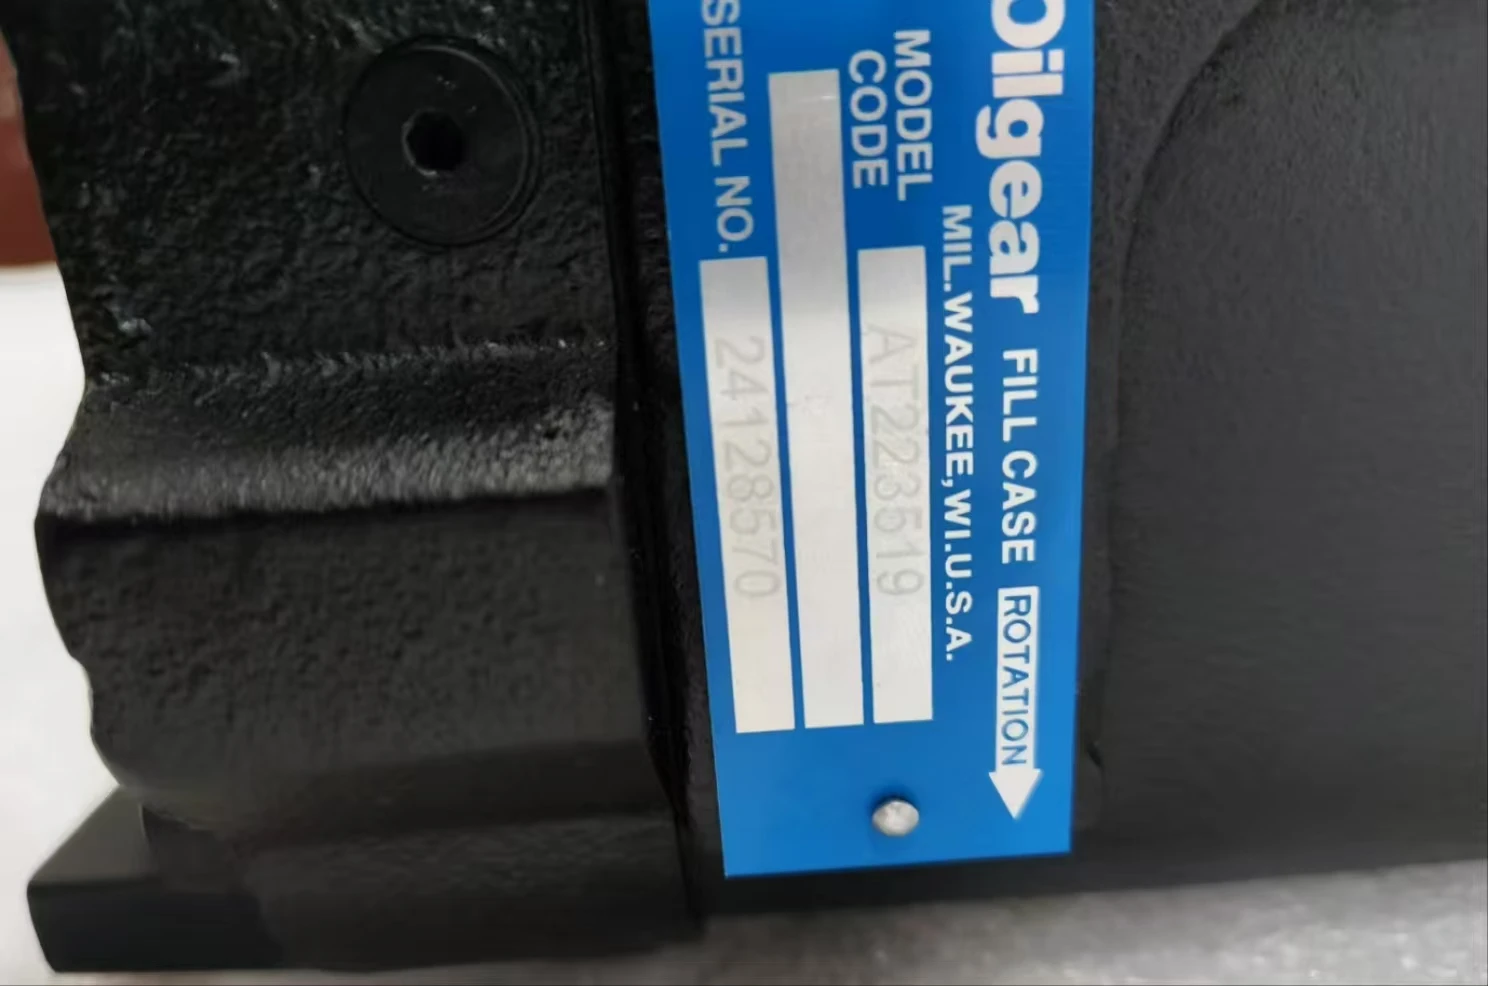 Oilgear FILL CASE ROTATION
MIL.WAUKEE,WI.U.S.A.
MODEL CODE AT223519
SERIAL NO. 24128570